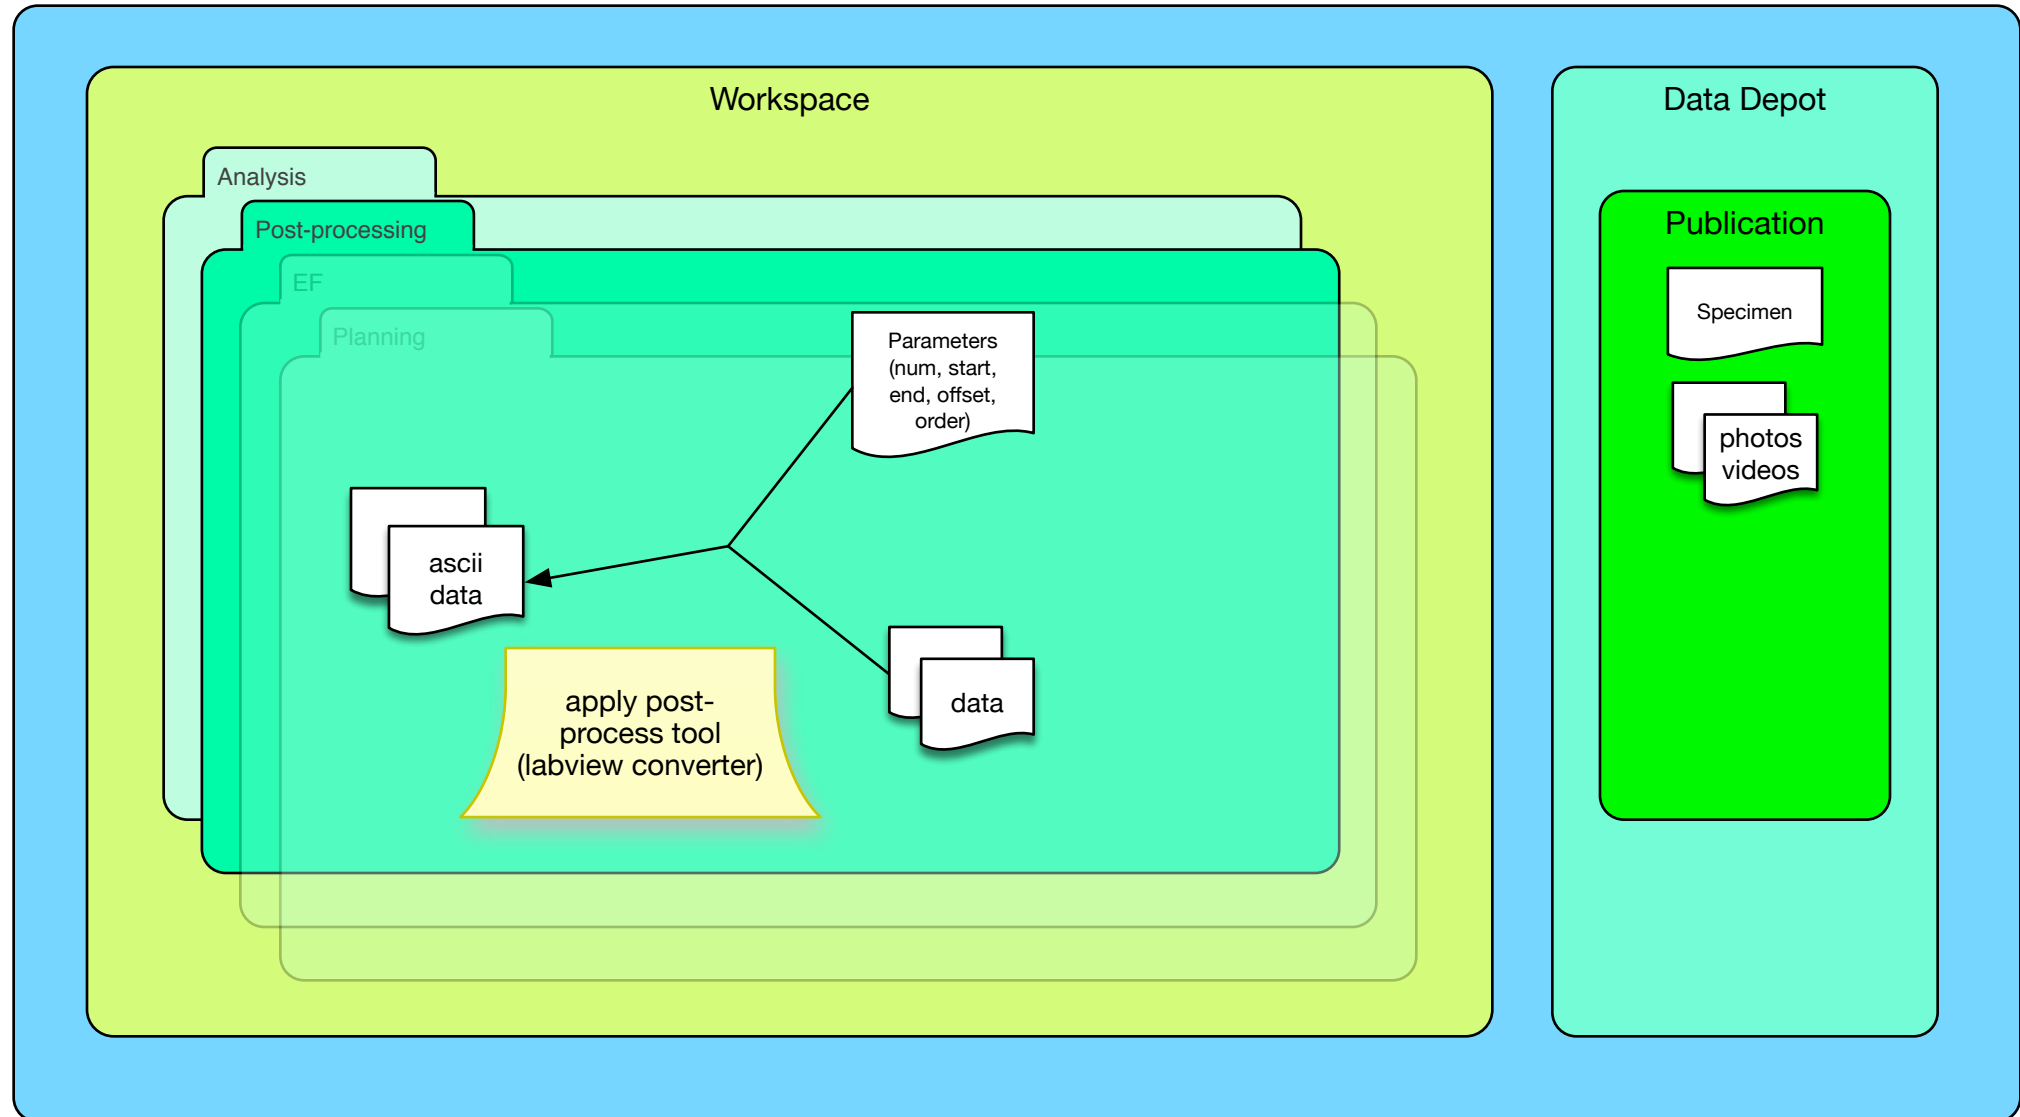 Workspace
Analysis
Post-processing
EF
Planning
Parameters
(num, start,
end, offset,
order)
ascii
data
apply post-
process tool
(labview converter)
data
Data Depot
Publication
Specimen
photos
videos